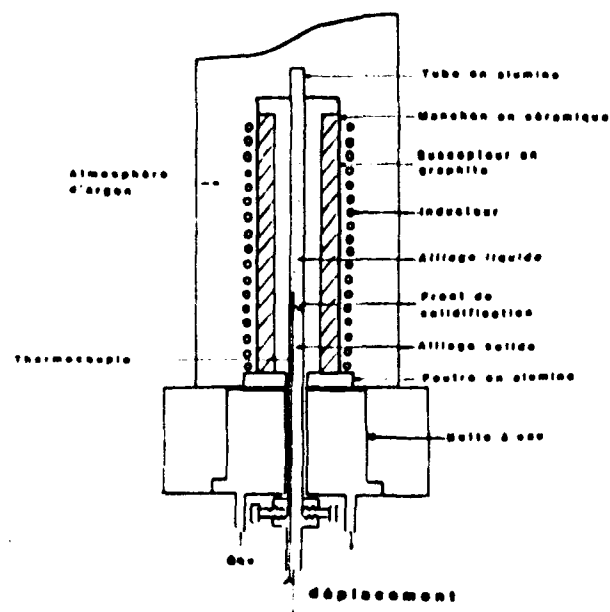 Tube en alumine
Manchon en céramique
Suscepteur en
graphite
Atmosphère
d'argon
Inducteur
Alliage liquide
Front de
solidification
Thermocouple
Alliage solide
Poutre en alumine
Boîte à eau
déplacement